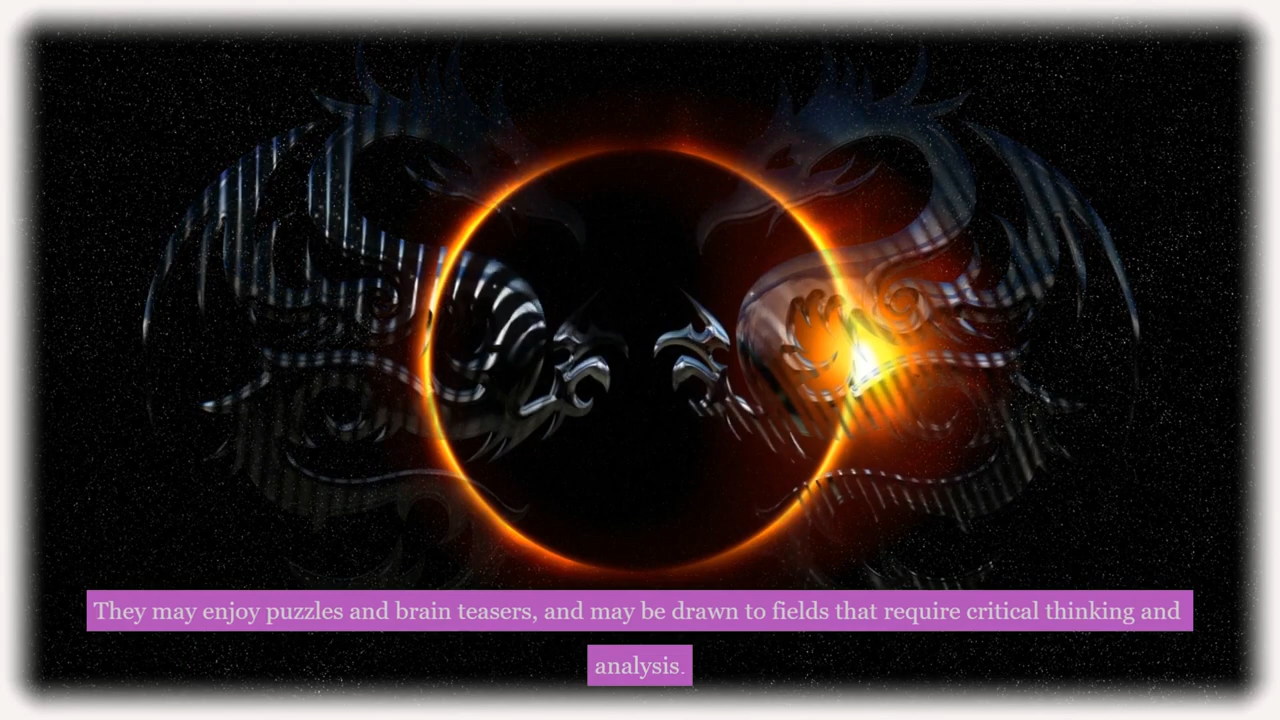 They may enjoy puzzles and brain teasers, and may be drawn to fields that require critical thinking and
analysis.